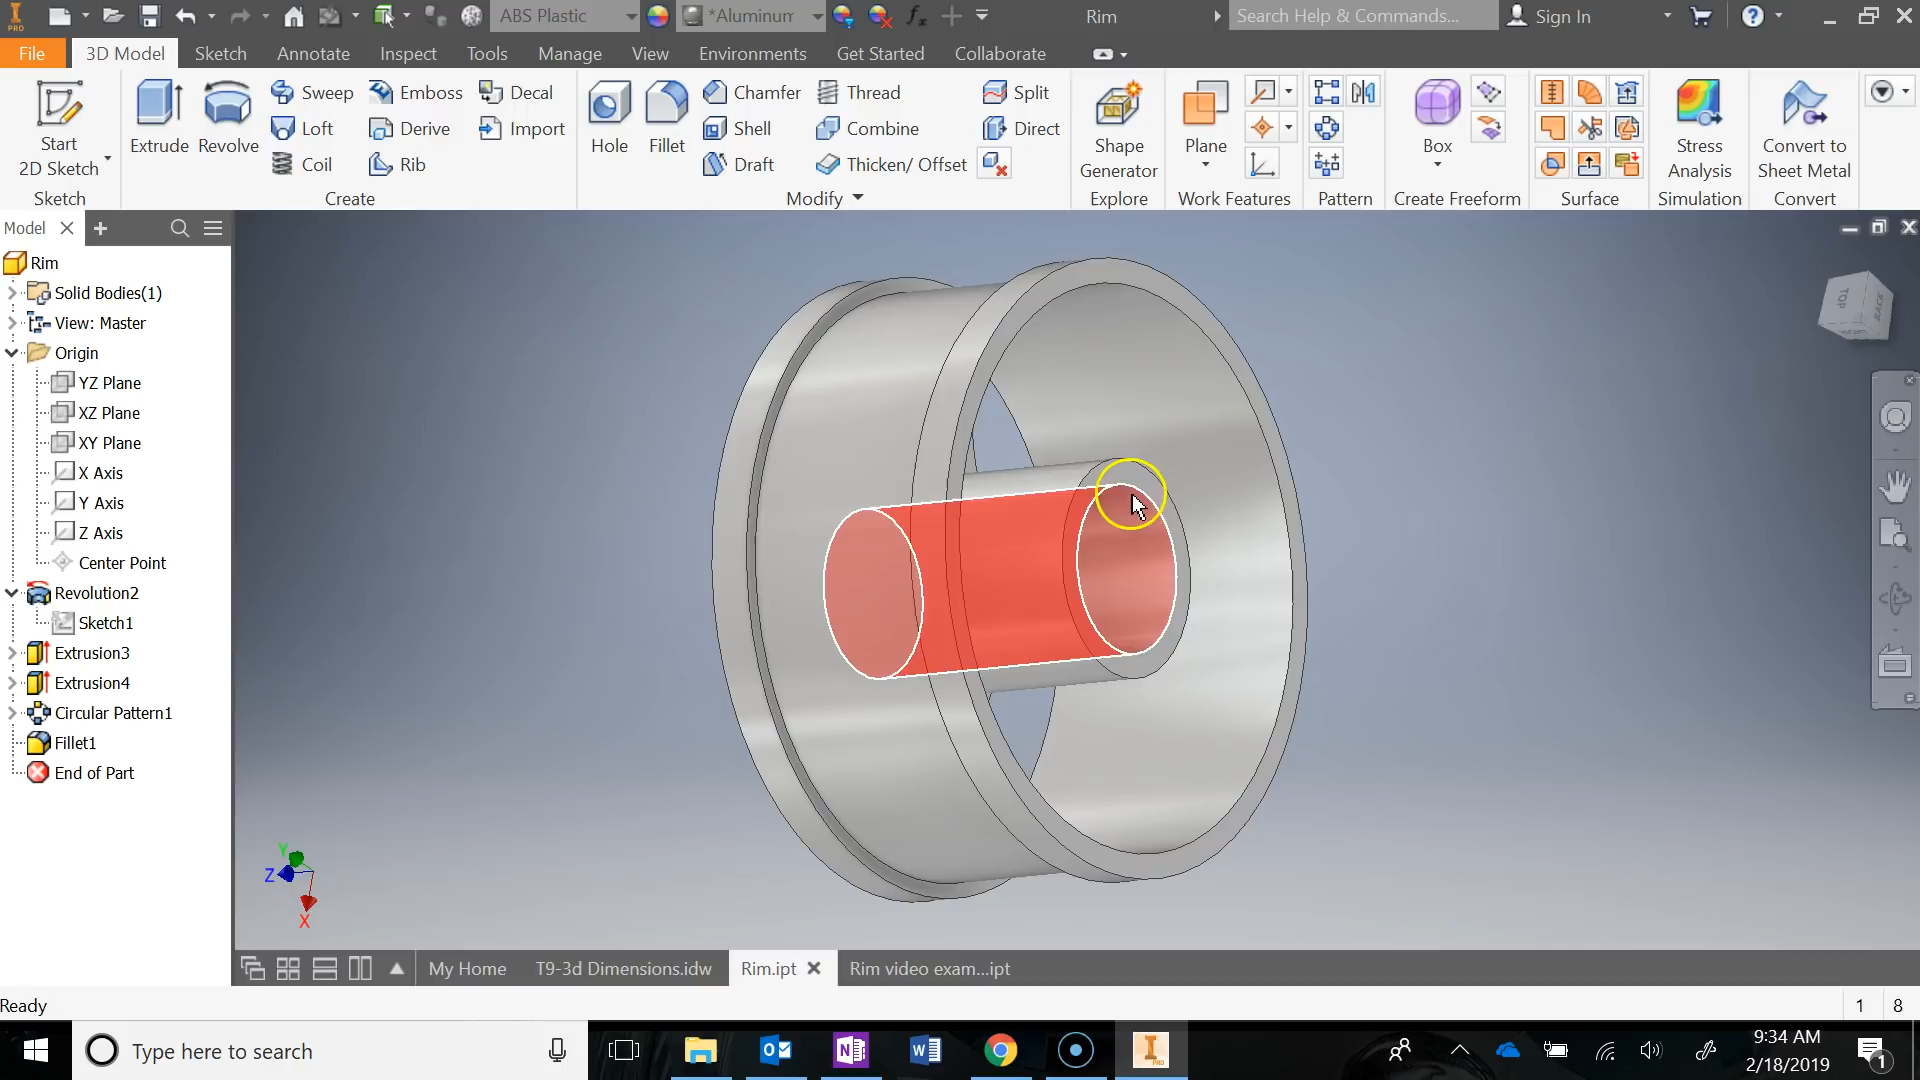 ABS Plastic
*Aluminum
Rim
Search Help & Commands...
Sign In
PRO
File
3D Model
Sketch
Annotate
Inspect
Tools
Manage
View
Environments
Get Started
Collaborate
Start
2D Sketch
Extrude
Revolve
Sweep
Loft
Coil
Emboss
Derive
Rib
Decal
Import
Hole
Fillet
Chamfer
Shell
Draft
Thread
Combine
Thicken/ Offset
Split
Direct
Shape
Generator
Plane
Box
Stress
Analysis
Convert to
Sheet Metal
Sketch
Create
Modify
Explore
Work Features
Pattern
Create Freeform
Surface
Simulation
Convert
Model
Rim
Solid Bodies(1)
View: Master
Origin
YZ Plane
XZ Plane
XY Plane
X Axis
Y Axis
Z Axis
Center Point
Revolution2
Sketch1
Extrusion3
Extrusion4
Circular Pattern1
Fillet1
End of Part
TOP
BACK
Y
Z
X
My Home
T9-3d Dimensions.idw
Rim.ipt
Rim video exam...ipt
Ready
1
8
Type here to search
9:34 AM
2/18/2019
1